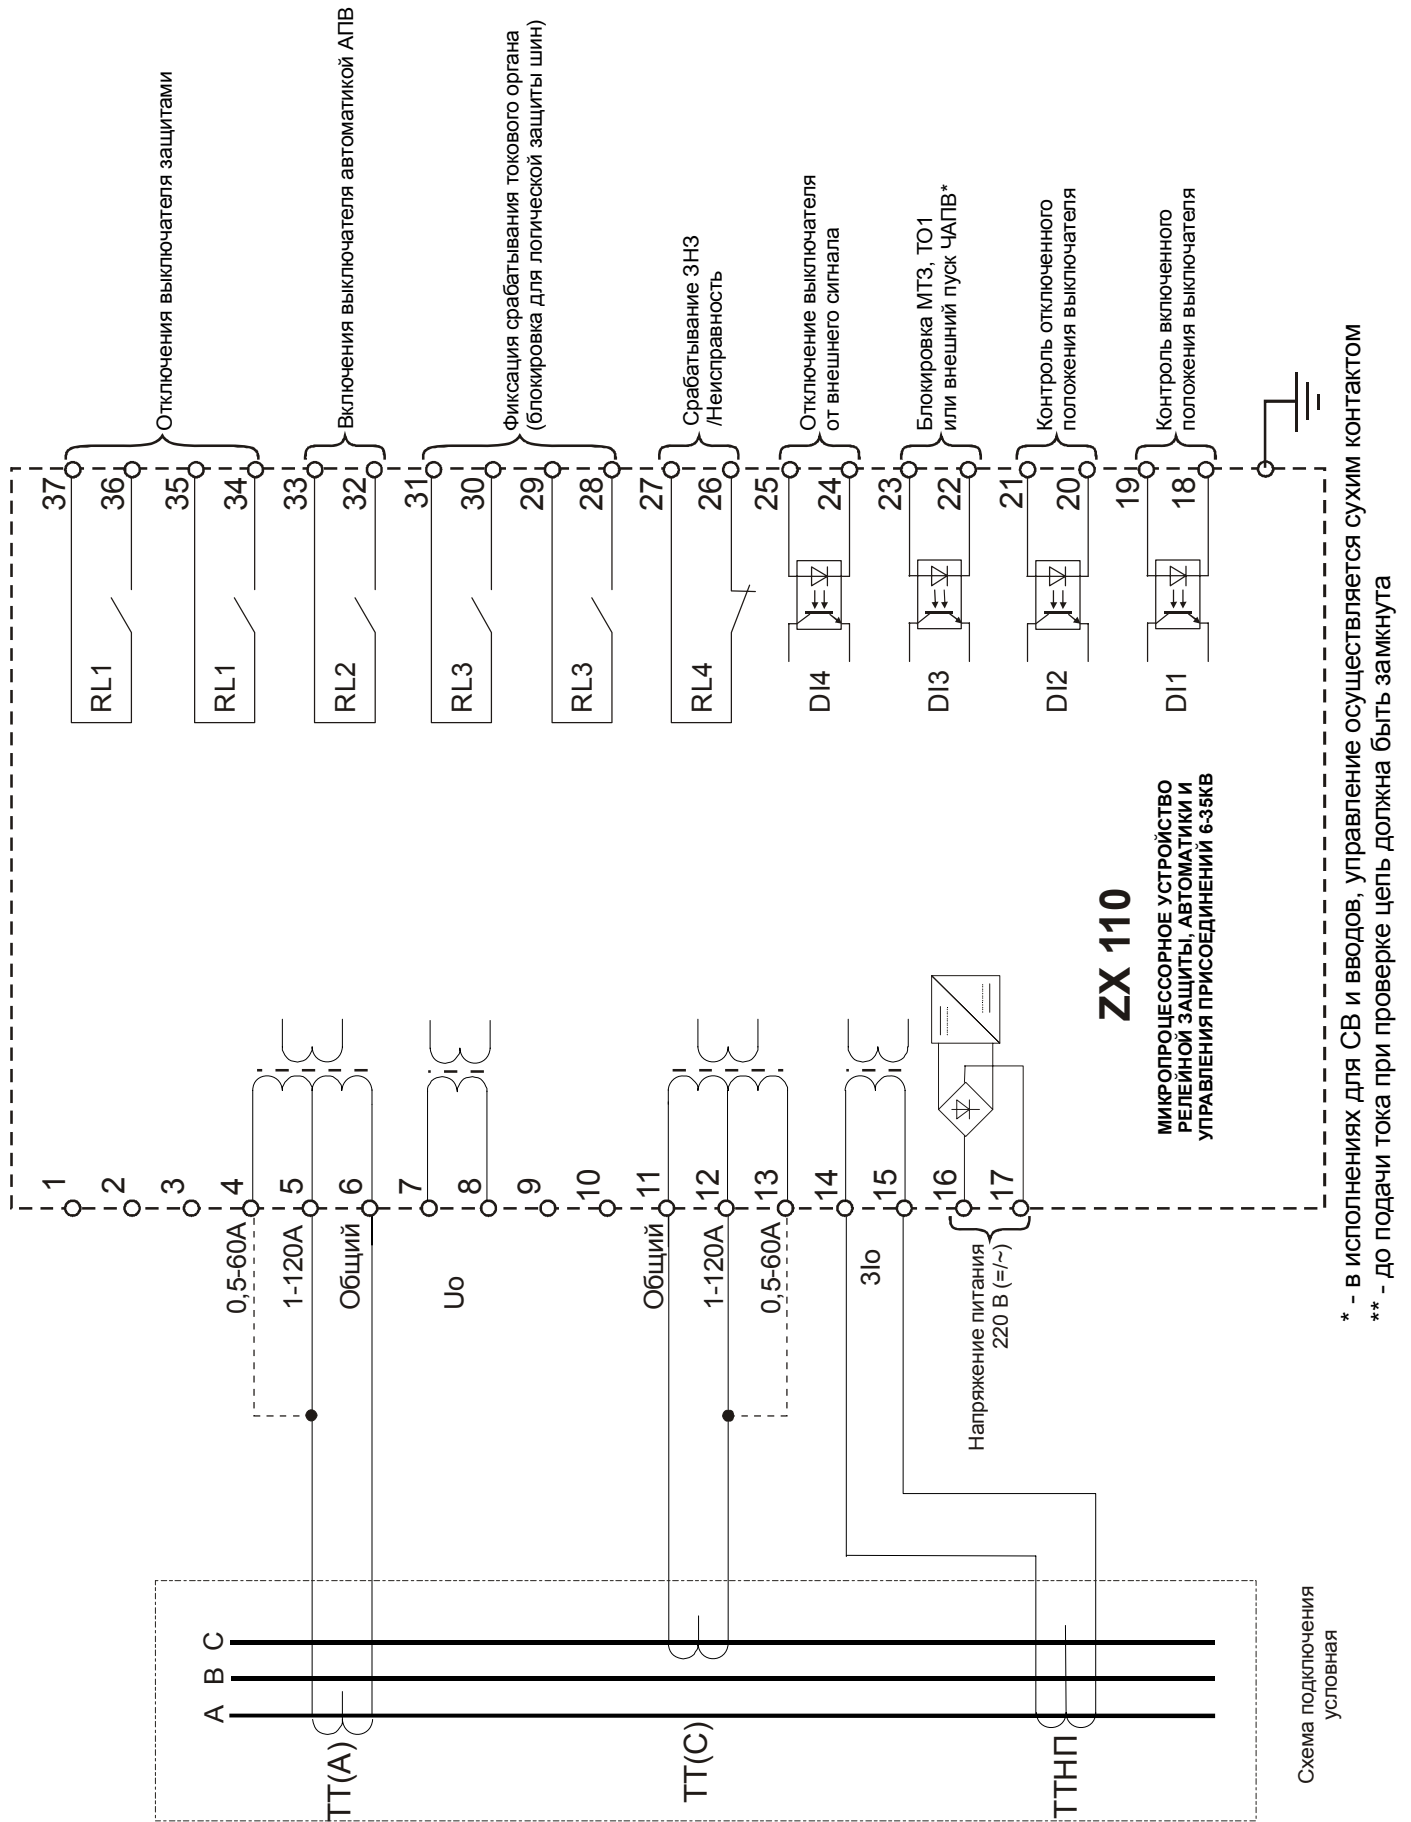 Отключения выключателя защитами
Включения выключателя автоматикой АПВ
Фиксация срабатывания токового органа
(блокировка для логической защиты шин)
Срабатывание ЗНЗ
/Неисправность
Отключение выключателя
от внешнего сигнала
Блокировка МТЗ, ТО1
или внешний пуск ЧАПВ*
Контроль отключенного
положения выключателя
Контроль включенного
положения выключателя
37
36
35
34
33
32
31
30
29
28
27
26
25
24
23
22
21
20
19
18
RL1
RL1
RL2
RL3
RL3
RL4
DI4
DI3
DI2
DI1
ZX 110
МИКРОПРОЦЕССОРНОЕ УСТРОЙСТВО
РЕЛЕЙНОЙ ЗАЩИТЫ, АВТОМАТИКИ И
УПРАВЛЕНИЯ ПРИСОЕДИНЕНИЙ 6-35КВ
1
2
3
4
5
6
7
8
9
10
11
12
13
14
15
16
17
0,5-60А
1-120А
Общий
Uo
Общий
1-120А
0,5-60А
3Io
Напряжение питания
220 В (=/~)
A
B
C
ТТ(А)
ТТ(С)
ТТНП
Схема подключения
условная
* - в исполнениях для СВ и вводов, управление осуществляется сухим контактом
** - до подачи тока при проверке цепь должна быть замкнута